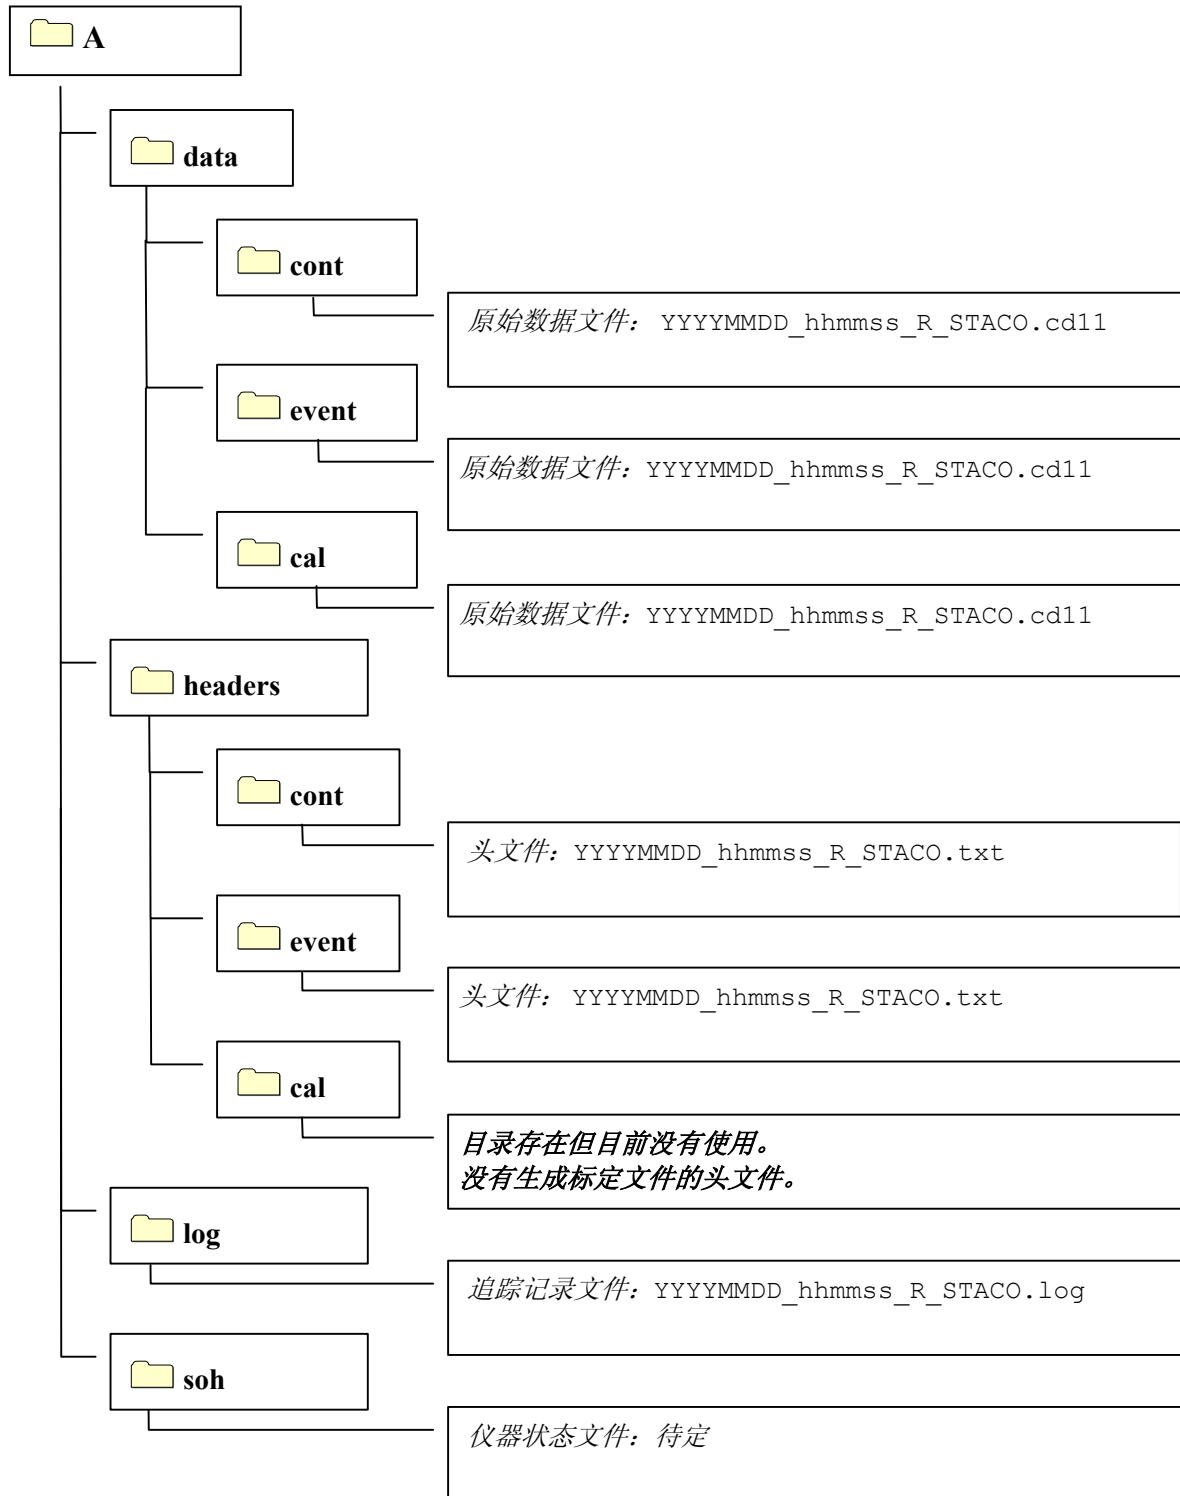 A
data
cont
原始数据文件： YYYYMMDD_hhmmss_R_STACO.cd11
event
原始数据文件：YYYYMMDD_hhmmss_R_STACO.cd11
cal
原始数据文件：YYYYMMDD_hhmmss_R_STACO.cd11
headers
cont
头文件：YYYYMMDD_hhmmss_R_STACO.txt
event
头文件： YYYYMMDD_hhmmss_R_STACO.txt
cal
目录存在但目前没有使用。
没有生成标定文件的头文件。
log
追踪记录文件：YYYYMMDD_hhmmss_R_STACO.log
soh
仪器状态文件：待定